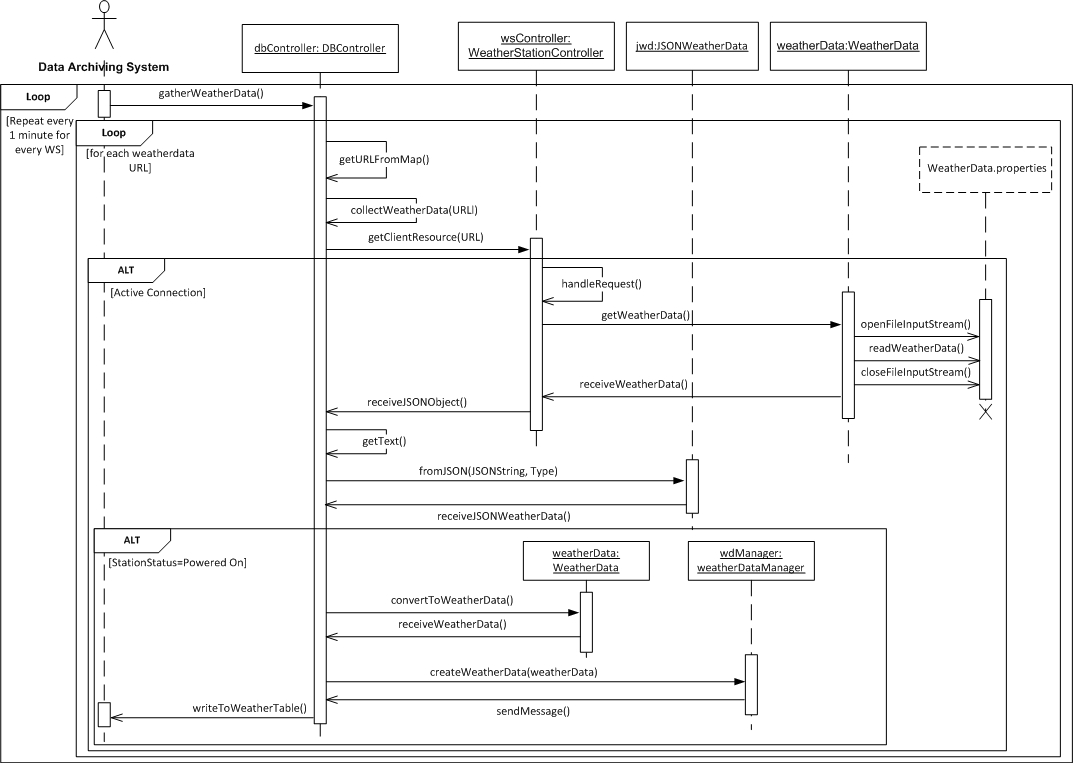 Data Archiving System
dbController: DBController
wsController:
WeatherStationController
jwd:JSONWeatherData
weatherData:WeatherData
Loop
[Repeat every
1 minute for
every WS]
gatherWeatherData()
Loop
[for each weatherdata
URL]
getURLFromMap()
WeatherData.properties
collectWeatherData(URLl)
getClientResource(URL)
ALT
[Active Connection]
handleRequest()
getWeatherData()
openFileInputStream()
readWeatherData()
closeFileInputStream()
receiveWeatherData()
receiveJSONObject()
getText()
fromJSON(JSONString, Type)
receiveJSONWeatherData()
ALT
[StationStatus=Powered On]
weatherData:
WeatherData
wdManager:
weatherDataManager
convertToWeatherData()
receiveWeatherData()
createWeatherData(weatherData)
sendMessage()
writeToWeatherTable()